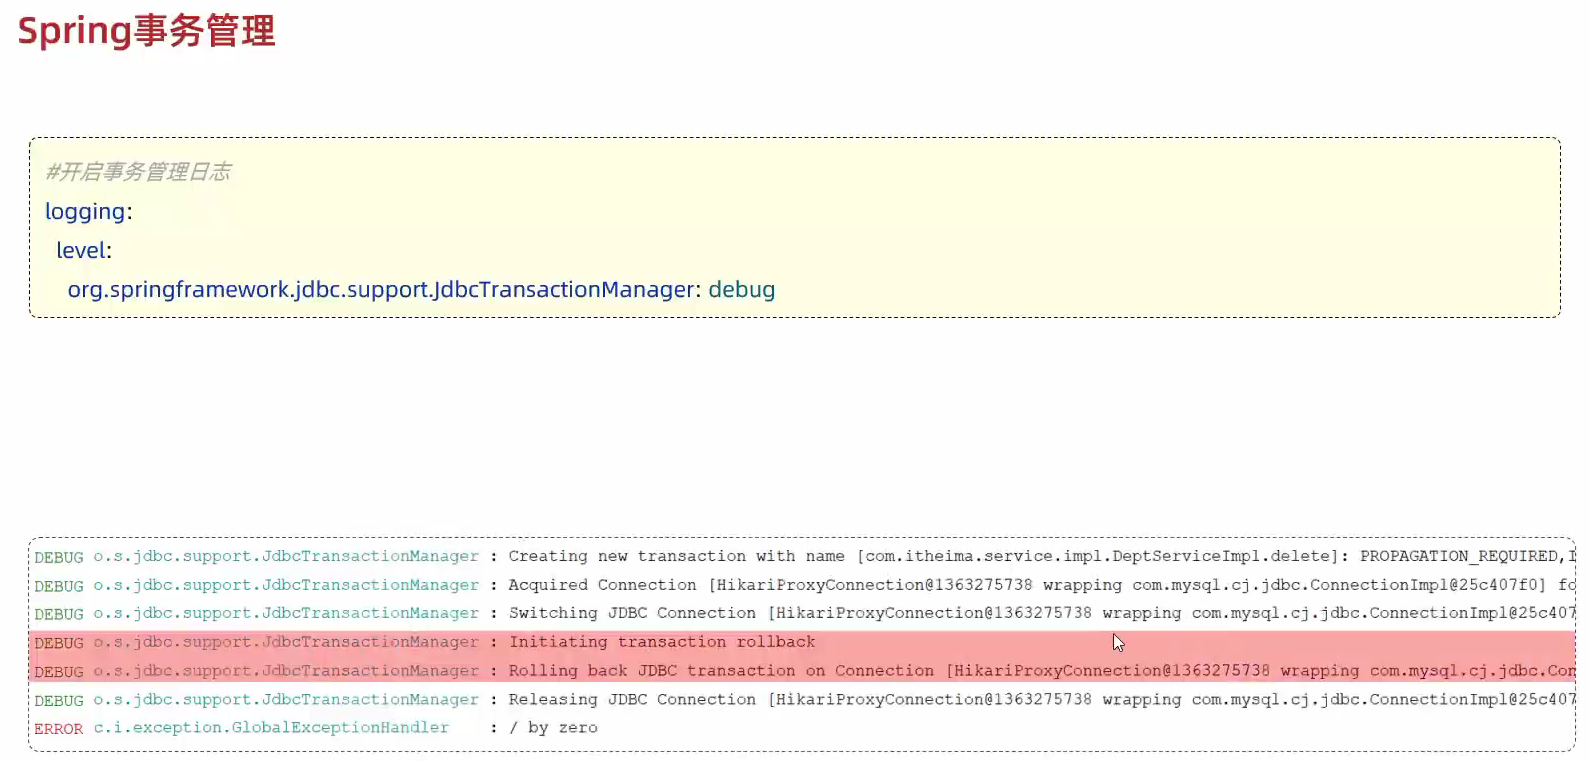 Spring事务管理
#开启事务管理日志
logging:
level:
org.springframework.jdbc.support.JdbcTransactionManager: debug
DEBUG o.s.jdbc.support.JdbcTransactionManager : Creating new transaction with name [com.itheima.service.impl.DeptServiceImpl.delete]: PROPAGATION_REQUIRED,I
DEBUG o.s.jdbc.support.JdbcTransactionManager : Acquired Connection [HikariProxyConnection@1363275738 wrapping com.mysql.cj.jdbc.ConnectionImpl@25c407f0] fo
DEBUG o.s.jdbc.support.JdbcTransactionManager : Switching JDBC Connection [HikariProxyConnection@1363275738 wrapping com.mysql.cj.jdbc.ConnectionImpl@25c407
DEBUG o.s.jdbc.support.JdbcTransactionManager : Initiating transaction rollback
DEBUG o.s.jdbc.support.JdbcTransactionManager : Rolling back JDBC transaction on Connection [HikariProxyConnection@1363275738 wrapping com.mysql.cj.jdbc.Con
DEBUG o.s.jdbc.support.JdbcTransactionManager : Releasing JDBC Connection [HikariProxyConnection@1363275738 wrapping com.mysql.cj.jdbc.ConnectionImpl@25c407
ERROR c.i.exception.GlobalExceptionHandler : / by zero